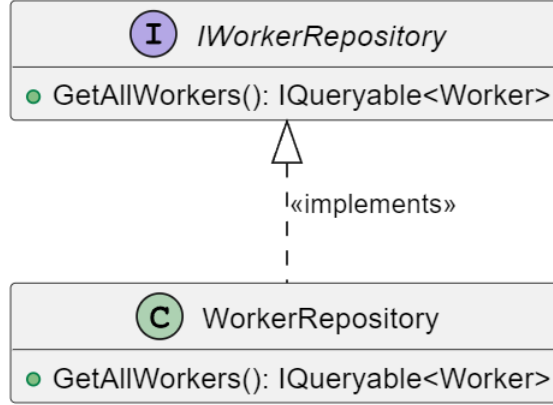 I IWorkerRepository
GetAllWorkers(): IQueryable<Worker>
«implements»
C WorkerRepository
GetAllWorkers(): IQueryable<Worker>